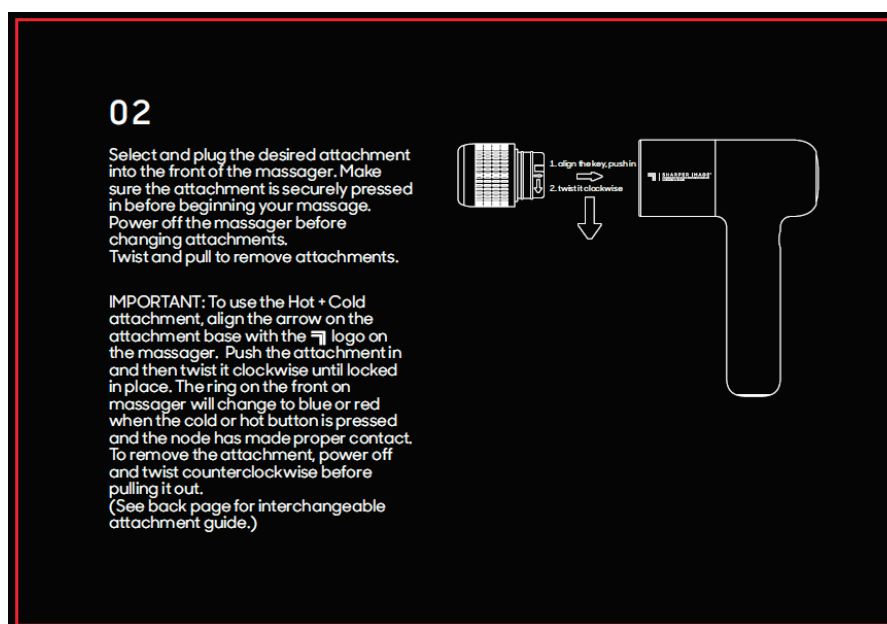 02
Select and plug the desired attachment
into the front of the massager. Make
sure the attachment is securely pressed
in before beginning your massage.
Power off the massager before
changing attachments.
Twist and pull to remove attachments.
IMPORTANT: To use the Hot + Cold
attachment, align the arrow on the
attachment base with the logo on
the massager. Push the attachment in
and then twist it clockwise until locked
in place. The ring on the front on
massager will change to blue or red
when the cold or hot button is pressed
and the node has made proper contact.
To remove the attachment, power off
and twist counterclockwise before
pulling it out.
(See back page for interchangeable
attachment guide.)
1. align the key, push in
2. twist it clockwise
SHARPER IMAGE